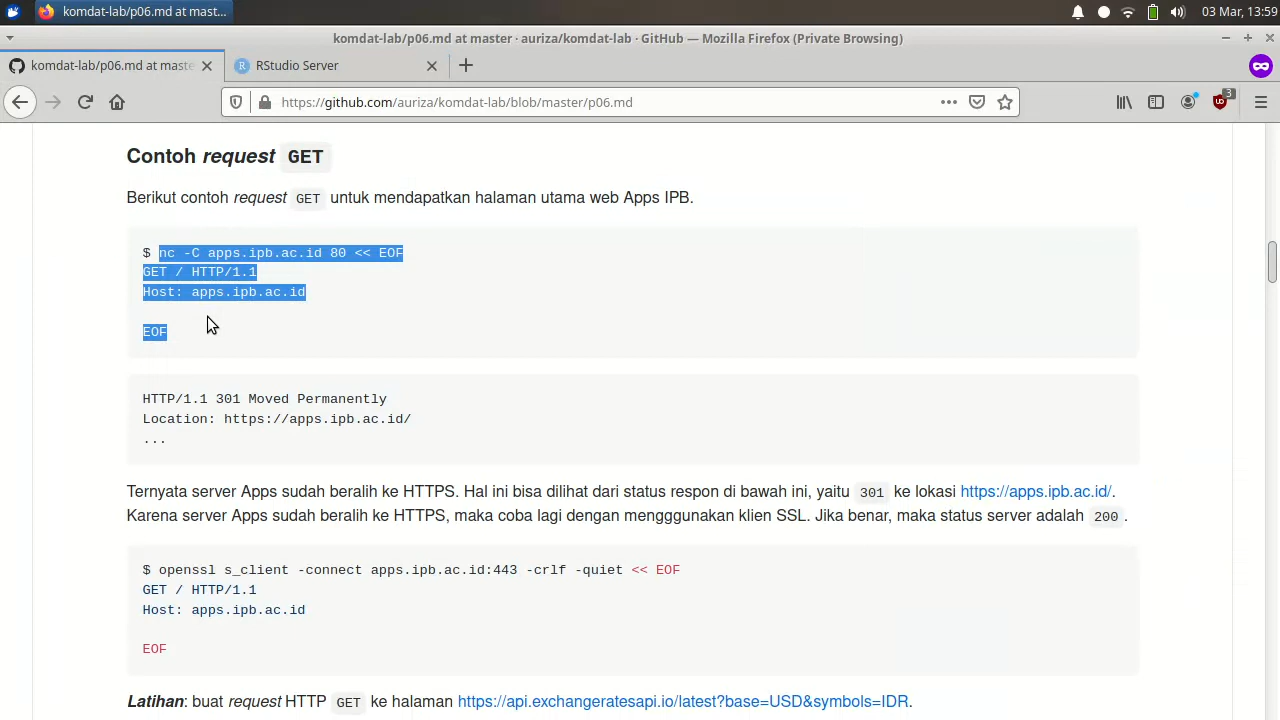 komdat-lab/p06.md at mast...
03 Mar, 13:59
komdat-lab/p06.md at master · auriza/komdat-lab · GitHub — Mozilla Firefox (Private Browsing)
komdat-lab/p06.md at maste
RStudio Server
https://github.com/auriza/komdat-lab/blob/master/p06.md
3
Contoh request GET
Berikut contoh request GET untuk mendapatkan halaman utama web Apps IPB.
$ nc -C apps.ipb.ac.id 80 << EOF
GET / HTTP/1.1
Host: apps.ipb.ac.id
EOF
HTTP/1.1 301 Moved Permanently
Location: https://apps.ipb.ac.id/
...
Ternyata server Apps sudah beralih ke HTTPS. Hal ini bisa dilihat dari status respon di bawah ini, yaitu 301 ke lokasi https://apps.ipb.ac.id/.
Karena server Apps sudah beralih ke HTTPS, maka coba lagi dengan mengggunakan klien SSL. Jika benar, maka status server adalah 200 .
$ openssl s_client -connect apps.ipb.ac.id:443 -crlf -quiet << EOF
GET / HTTP/1.1
Host: apps.ipb.ac.id
EOF
Latihan: buat request HTTP GET ke halaman https://api.exchangeratesapi.io/latest?base=USD&symbols=IDR.